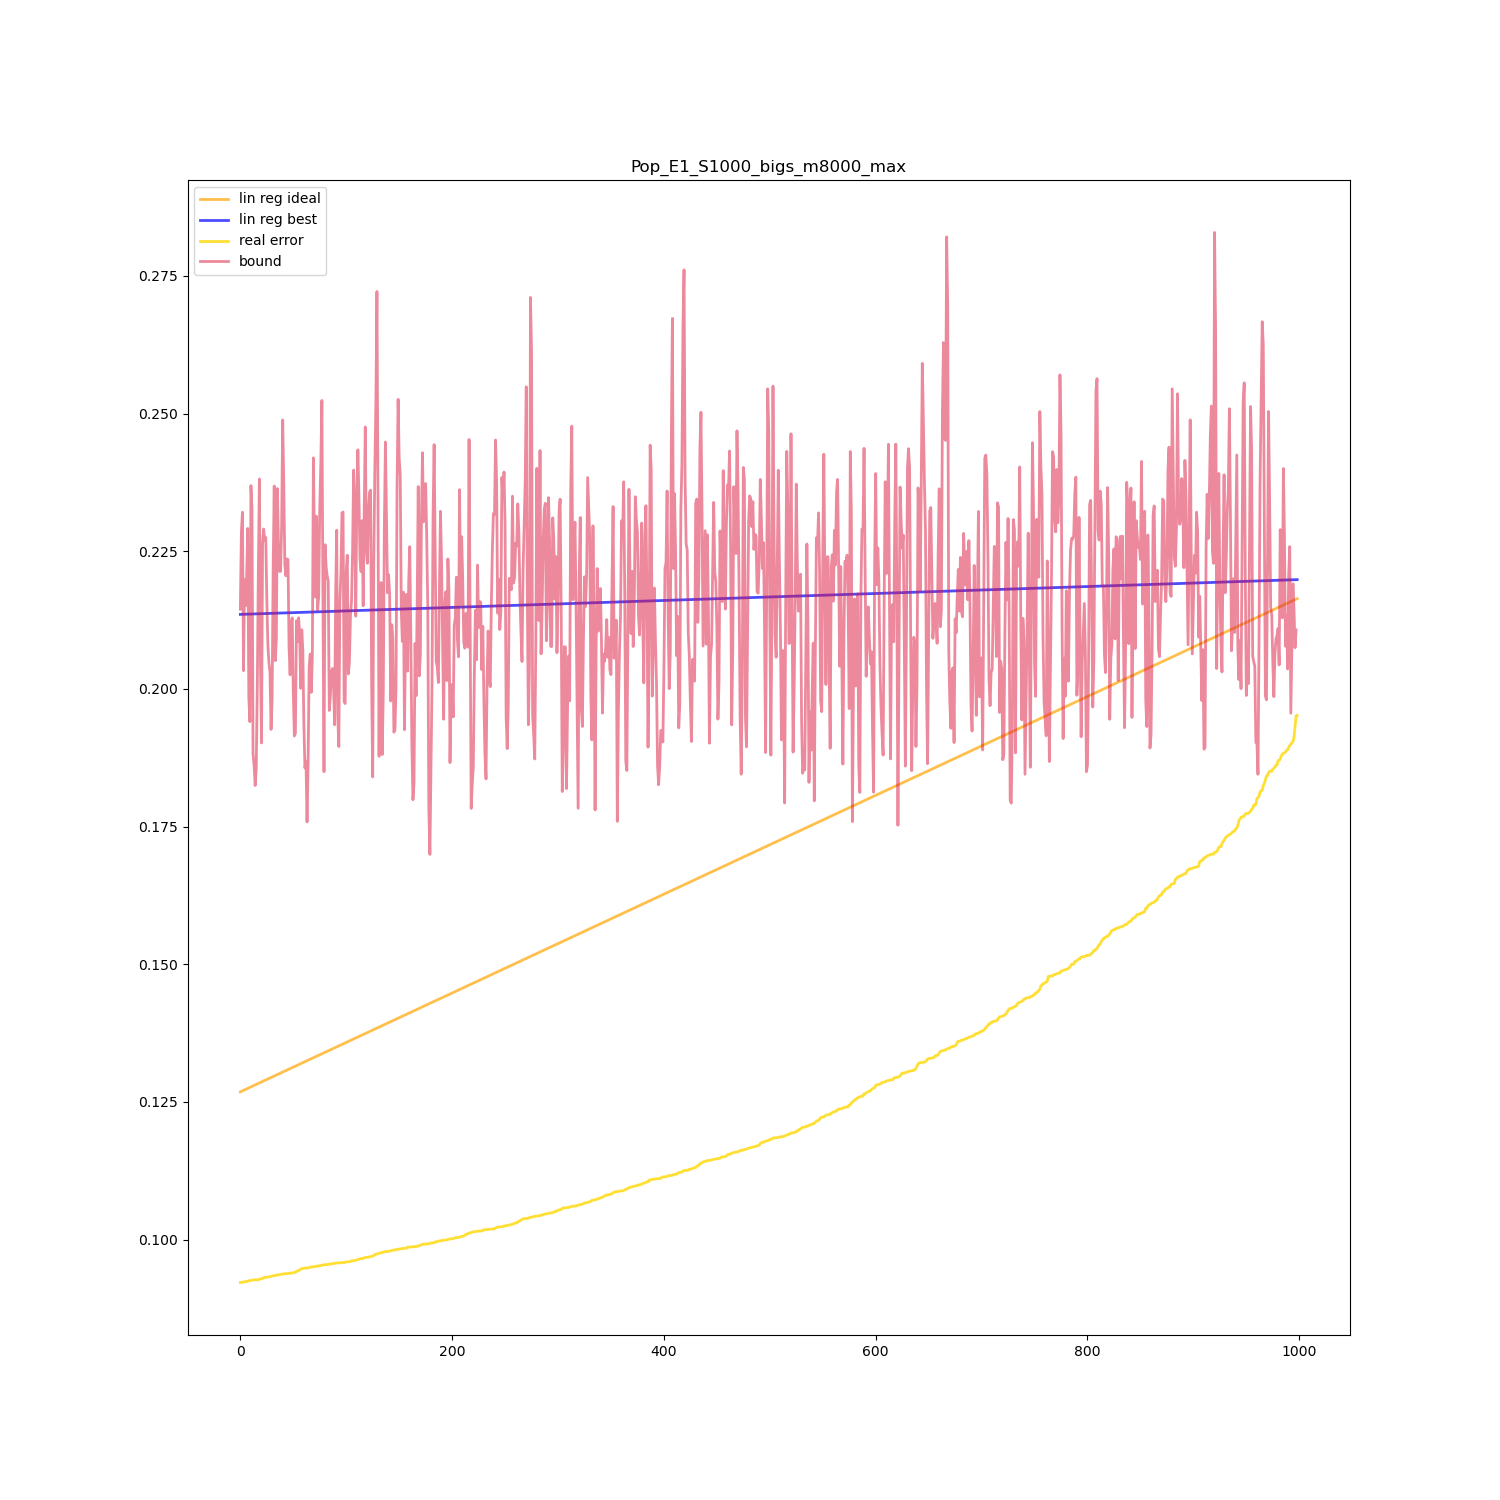 Pop_E1_S1000_bigs_m8000_max
lin reg ideal
lin reg best
real error
bound
0.275
0.250
0.225
0.200
0.175
0.150
0.125
0.100
0 200 400 600 800 1000